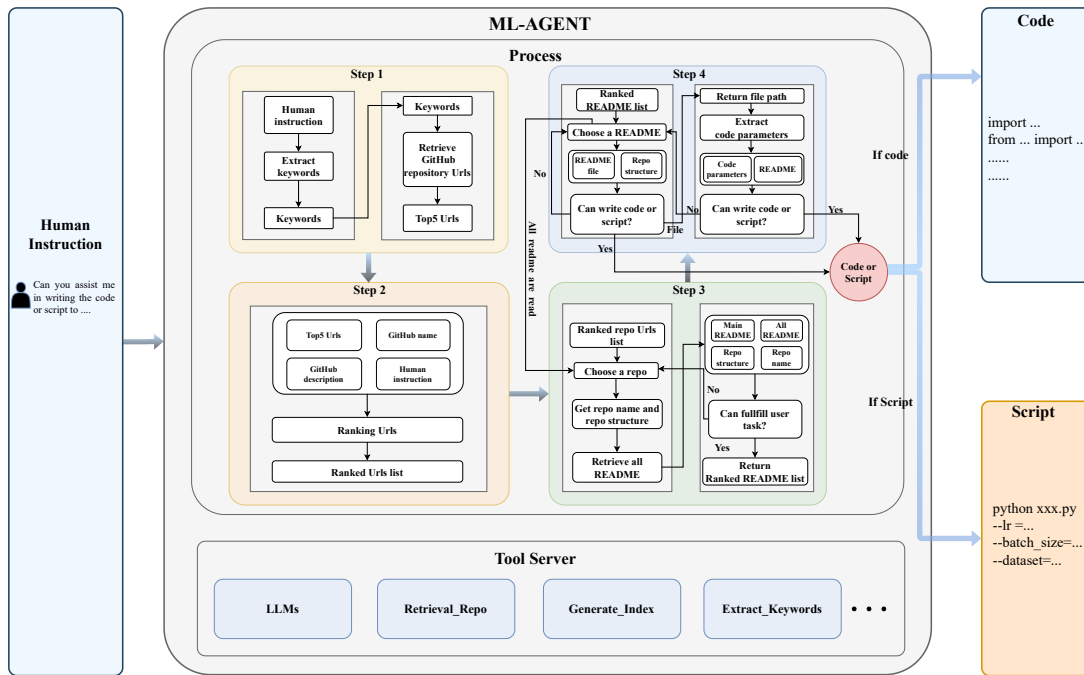 ML-AGENT
Process
Human
Instruction
Can you assist me
in writing the code
or script to ....
Step 1
Human
instruction
Extract
keywords
Keywords
Keywords
Retrieve
GitHub
repository Urls
Top5 Urls
Step 2
Top5 Urls
GitHub name
GitHub
description
Human
instruction
Ranking Urls
Ranked Urls list
Step 3
Ranked repo Urls
list
Choose a repo
Get repo name and
repo structure
Retrieve all
README
Main
README
All
README
Repo
structure
Repo
name
No
Can fullfill user
task?
Yes
Return
Ranked README list
Step 4
Ranked
README list
Choose a README
README
file
Repo
structure
No
Can write code or
script?
File
Yes
All readme are read
Return file path
Extract
code parameters
Code
parameters
README
No
Can write code or
script?
Yes
Code or
Script
If code
If Script
Code
import ...
from ... import ..
......
......
Script
python xxx.py
--lr =...
--batch_size=...
--dataset=...
Tool Server
LLMs
Retrieval_Repo
Generate_Index
Extract_Keywords
• • •